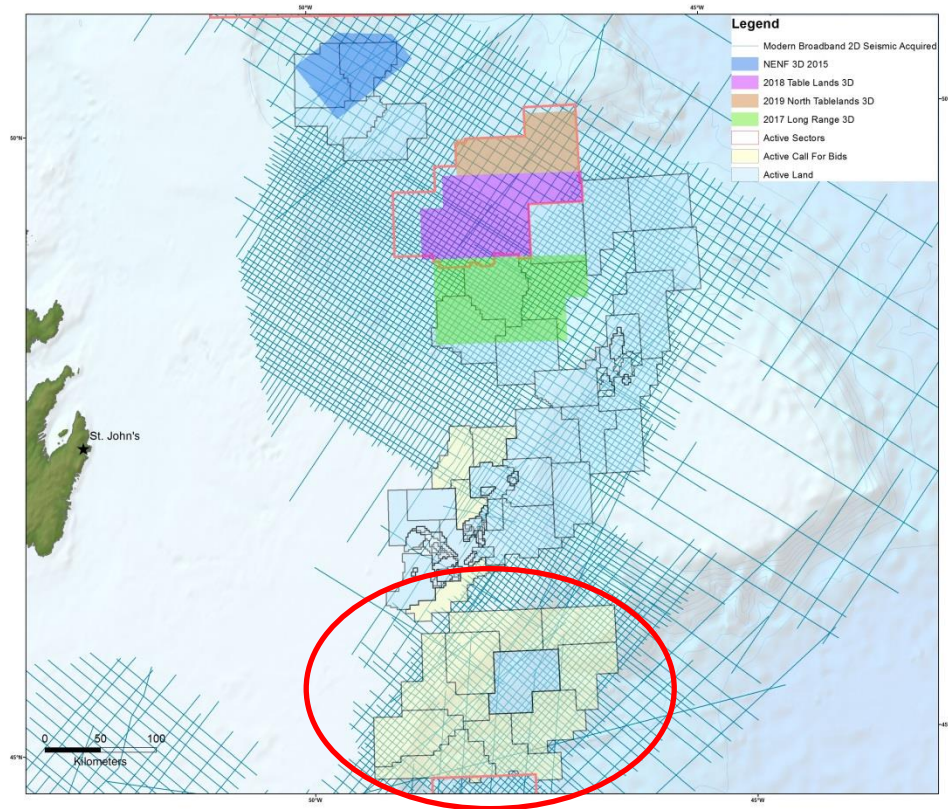 50°W
45°W
Legend
Modern Broadband 2D Seismic Acquired
NENF 3D 2015
2018 Table Lands 3D
2019 North Tablelands 3D
2017 Long Range 3D
Active Sectors
Active Call For Bids
Active Land
50
50°N
St. John's
45
0 50 100
Kilometers
45°N
50°W
45°W